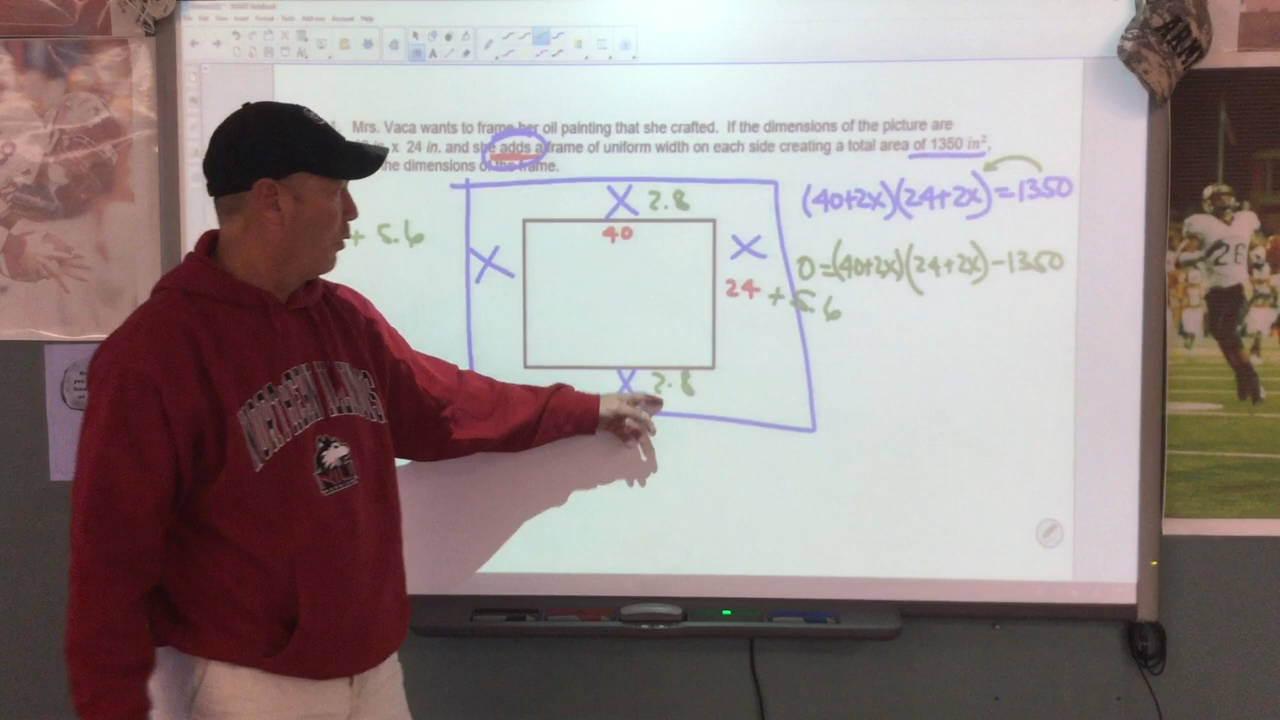 Mrs. Vaca wants to frame her oil painting that she crafted. If the dimensions of the picture are
x 24 in. and she adds a frame of uniform width on each side creating a total area of 1350 in²,
the dimensions of the frame.
(40+2x)(24+2x)=1350
X 2.8
40
+ 5.6
X
X
0=(40+2x)(24+2x)-1350
24 + 5.6
X 2.8
NORTHERN ILLINOIS
NIU
ARMY
26